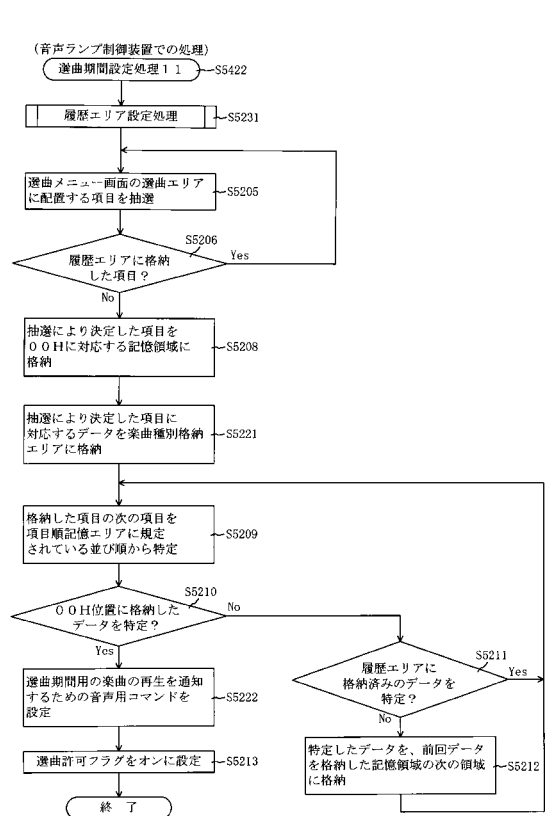 (音声ランプ制御装置での処理)
選曲期間設定処理11
S5422
履歴エリア設定処理
S5231
選曲メニュー画面の選曲エリア
に配置する項目を抽選
S5205
S5206
履歴エリアに格納
した項目?
Yes
No
抽選により決定した項目を
00Hに対応する記憶領域に
格納
S5208
抽選により決定した項目に
対応するデータを楽曲種別格納
エリアに格納
S5221
格納した項目の次の項目を
項目順記憶エリアに規定
されている並び順から特定
S5209
S5210
00H位置に格納した
データを特定?
No
Yes
S5211
履歴エリアに
格納済みのデータを
特定?
Yes
No
選曲期間用の楽曲の再生を通知
するための音声用コマンドを
設定
S5222
特定したデータを、前回データ
を格納した記憶領域の次の領域
に格納
S5212
選曲許可フラグをオンに設定
S5213
終 了